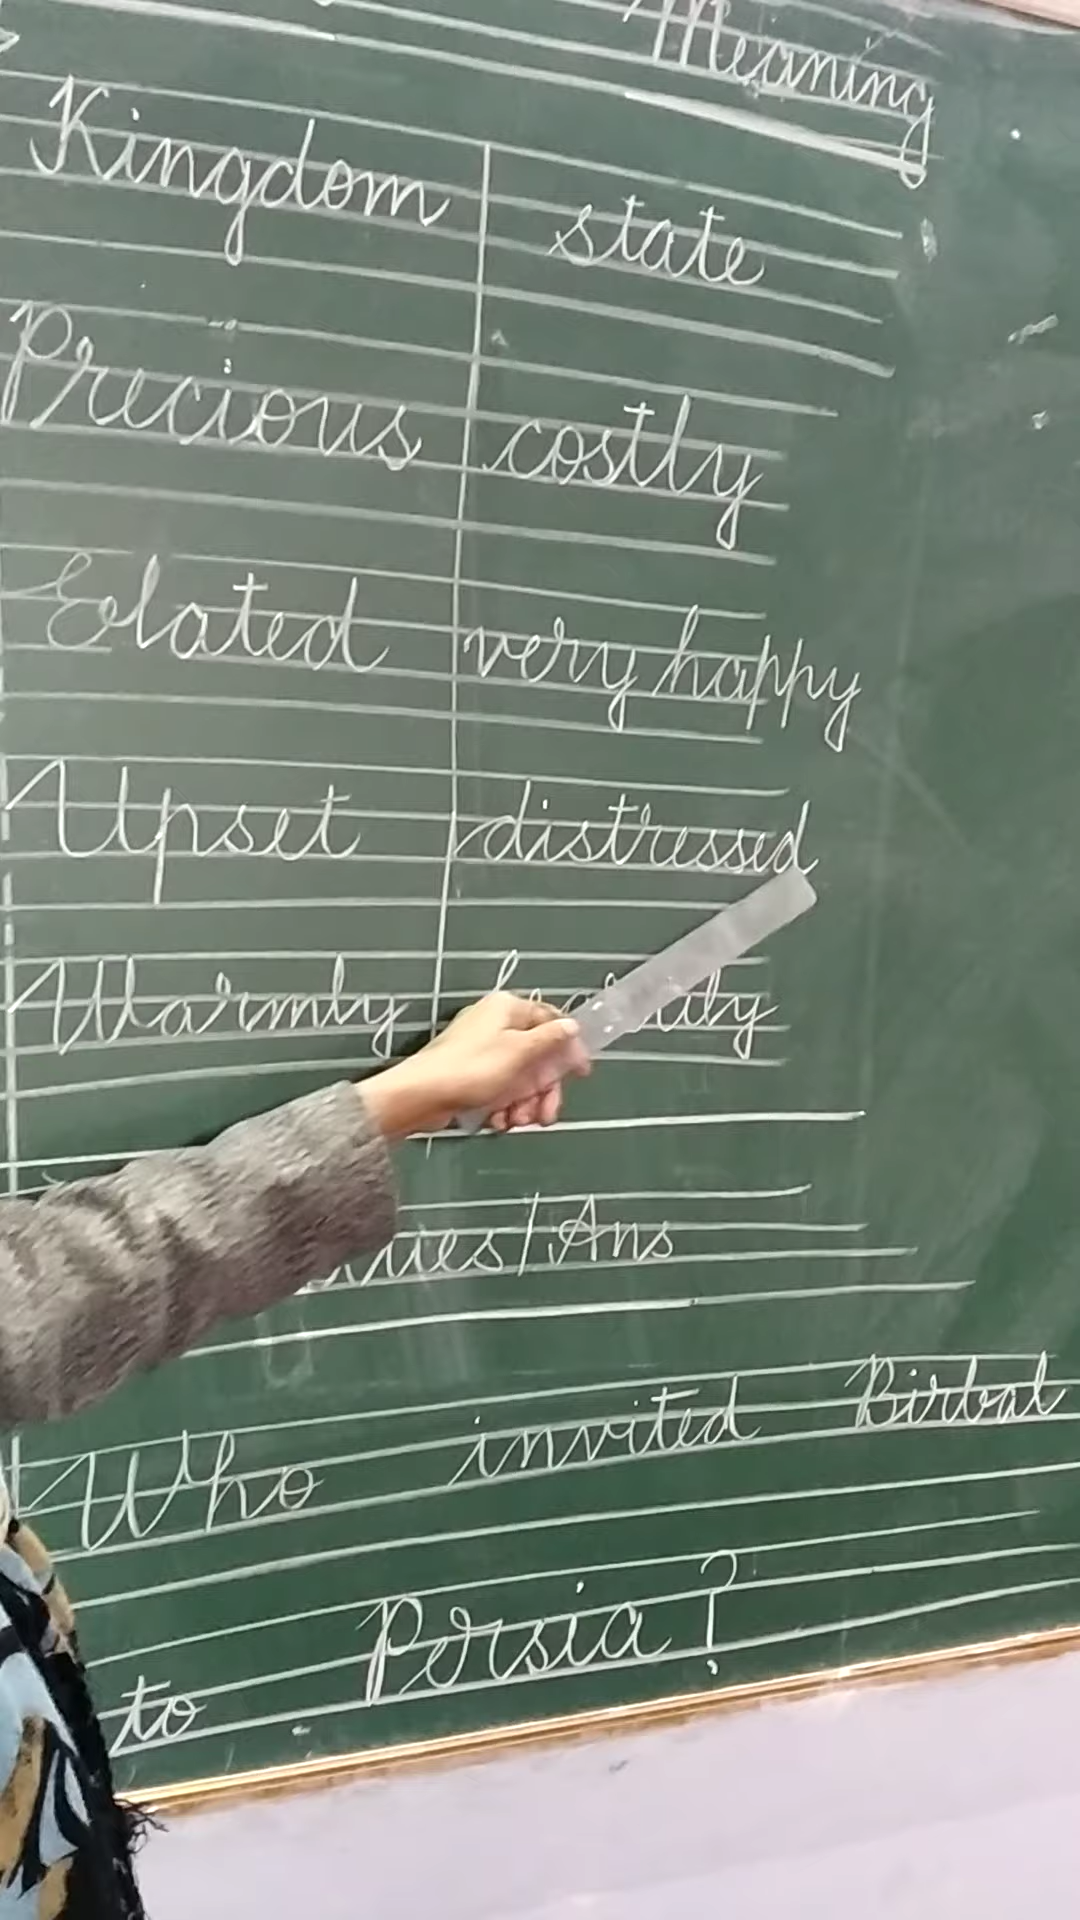 Meaning
Kingdom state
Precious costly
Elated very happy
Upset distressed
Warmly
/Ans
Who invited Birbal
to Persia?